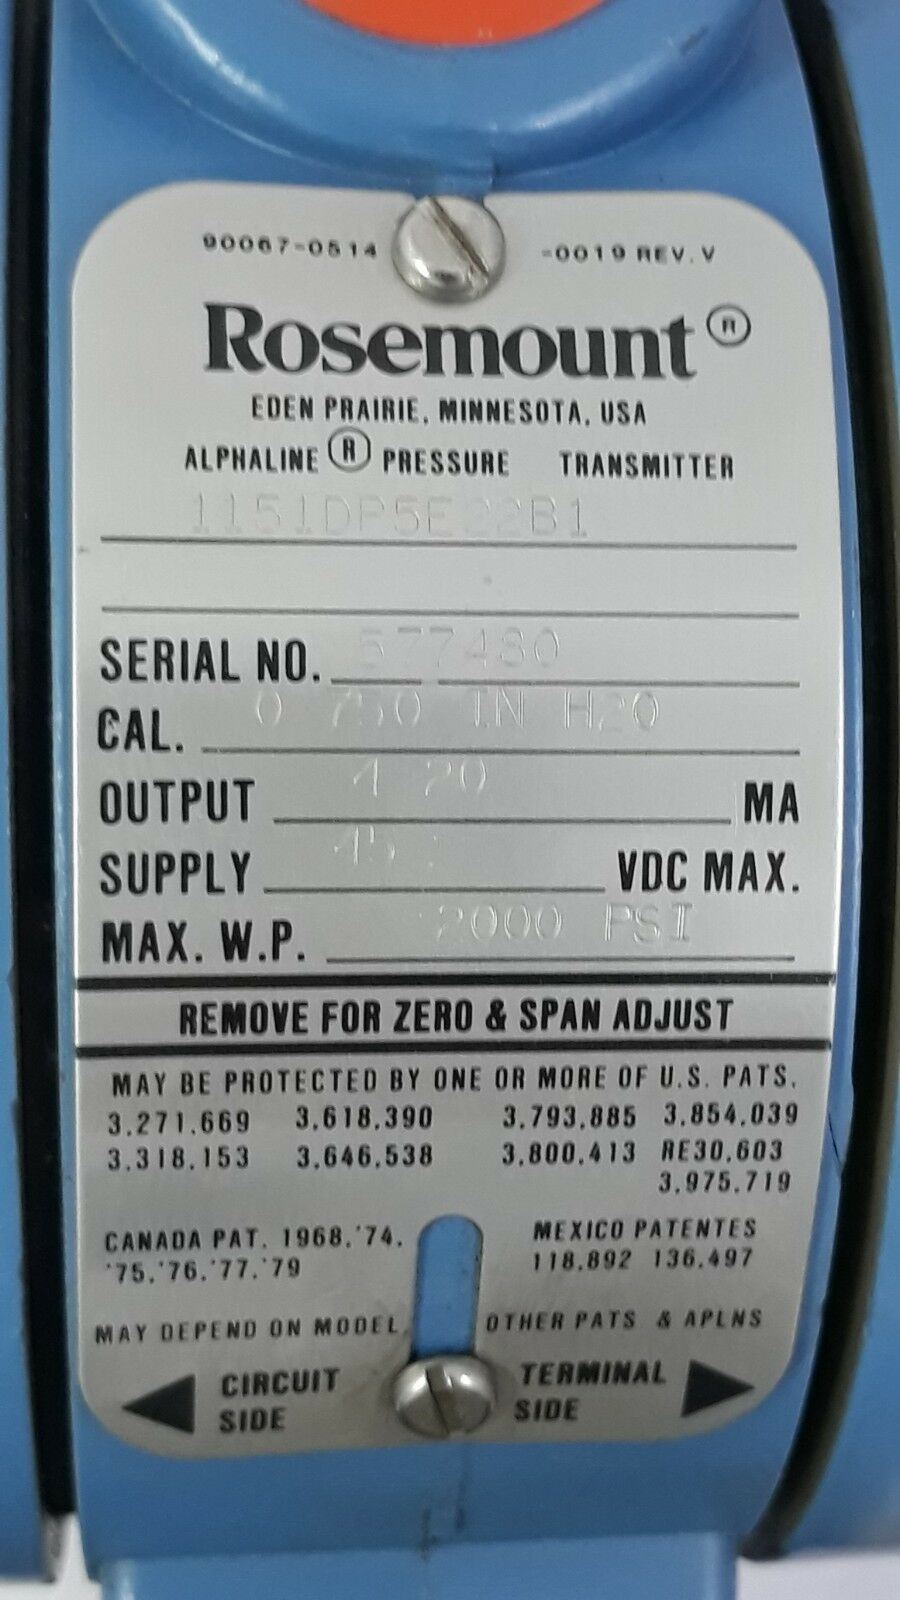 90067-0514 -0019 REV. V
Rosemount ®
EDEN PRAIRIE, MINNESOTA, USA
ALPHALINE ® PRESSURE TRANSMITTER
1151DP5E22B1
SERIAL NO. 577480
CAL. 0 750 IN H2O
OUTPUT 4 20 MA
SUPPLY 45 VDC MAX.
MAX. W.P. 2000 PSI
REMOVE FOR ZERO & SPAN ADJUST
MAY BE PROTECTED BY ONE OR MORE OF U.S. PATS.
3.271.669 3.618.390 3.793.885 3.854.039
3.318.153 3.646.538 3.800.413 RE30.603
3.975.719
CANADA PAT. 1968.'74. MEXICO PATENTES
'75.'76.'77.'79 118.892 136.497
MAY DEPEND ON MODEL. OTHER PATS & APLNS
CIRCUIT TERMINAL
SIDE SIDE